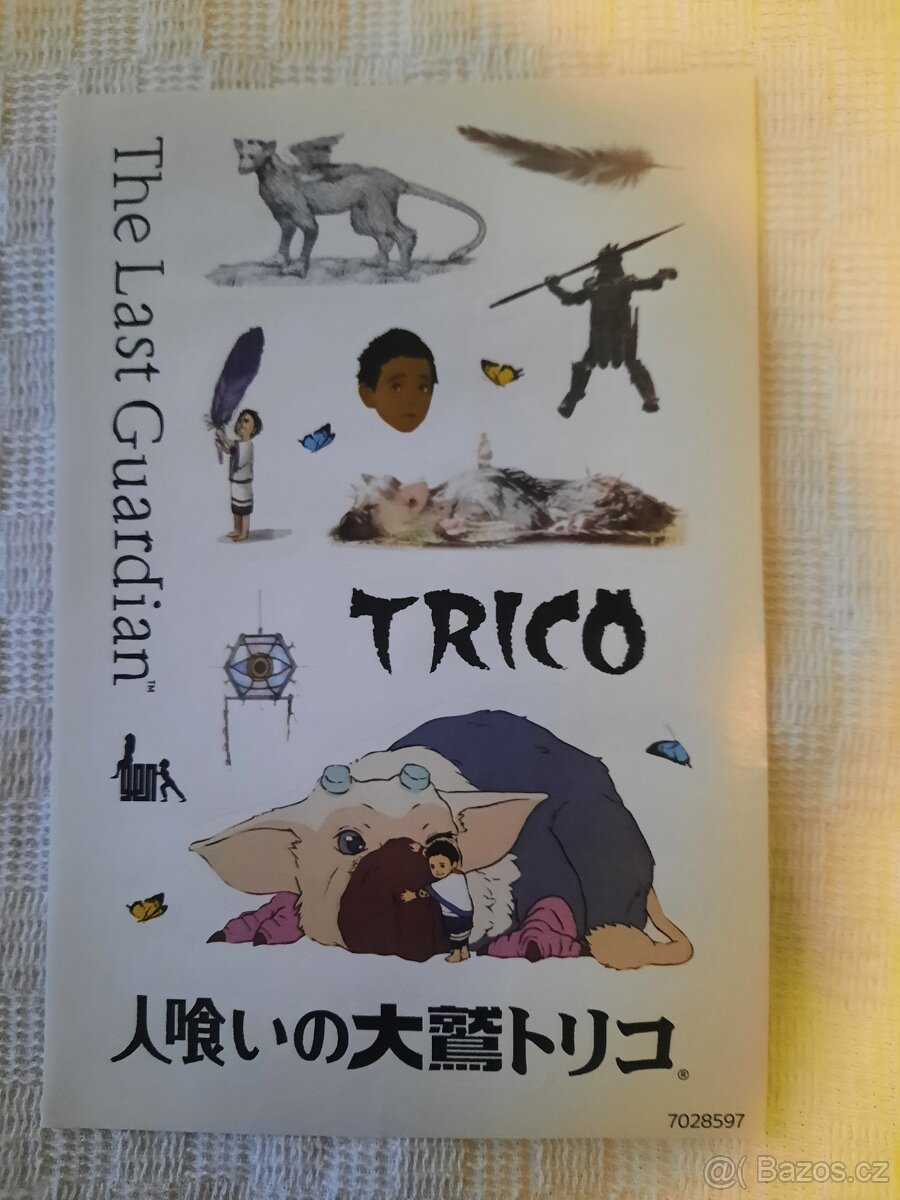 The Last Guardian™
TRICO
人喰いの大鷲トリコ®
7028597
@( Bazos.cz